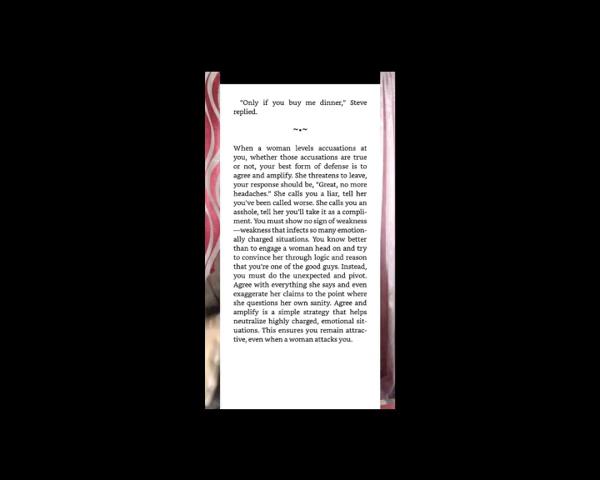 "Only if you buy me dinner," Steve
replied.
~•~
When a woman levels accusations at
you, whether those accusations are true
or not, your best form of defense is to
agree and amplify. She threatens to leave,
your response should be, "Great, no more
headaches." She calls you a liar, tell her
you've been called worse. She calls you an
asshole, tell her you'll take it as a compli-
ment. You must show no sign of weakness
—weakness that infects so many emotion-
ally charged situations. You know better
than to engage a woman head on and try
to convince her through logic and reason
that you're one of the good guys. Instead,
you must do the unexpected and pivot.
Agree with everything she says and even
exaggerate her claims to the point where
she questions her own sanity. Agree and
amplify is a simple strategy that helps
neutralize highly charged, emotional sit-
uations. This ensures you remain attrac-
tive, even when a woman attacks you.